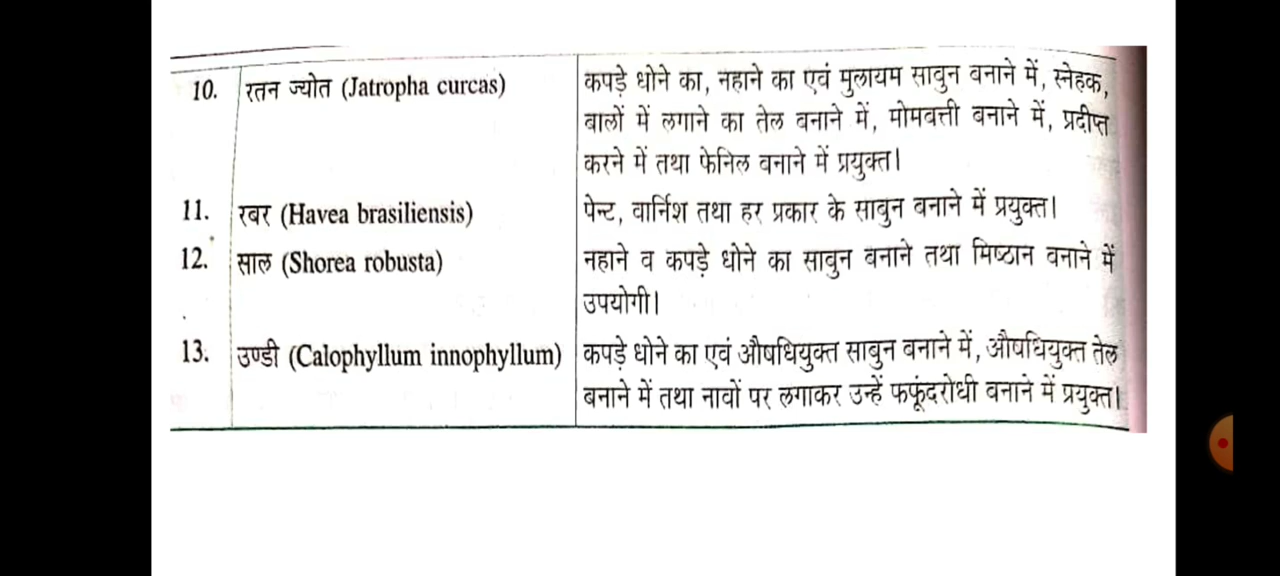 10. रतन ज्योत (Jatropha curcas) कपड़े धोने का, नहाने का एवं मुलायम साबुन बनाने में, स्नेहक,
बालों में लगाने का तेल बनाने में, मोमबत्ती बनाने में, प्रदीप्त
करने में तथा फेनिल बनाने में प्रयुक्त।
11. रबर (Havea brasiliensis) पेन्ट, वार्निश तथा हर प्रकार के साबुन बनाने में प्रयुक्त।
12. साल (Shorea robusta) नहाने व कपड़े धोने का साबुन बनाने तथा मिष्ठान बनाने में
उपयोगी।
13. उण्डी (Calophyllum innophyllum) कपड़े धोने का एवं औषधियुक्त साबुन बनाने में, औषधियुक्त तेल
बनाने में तथा नावों पर लगाकर उन्हें फफूंदरोधी बनाने में प्रयुक्त।